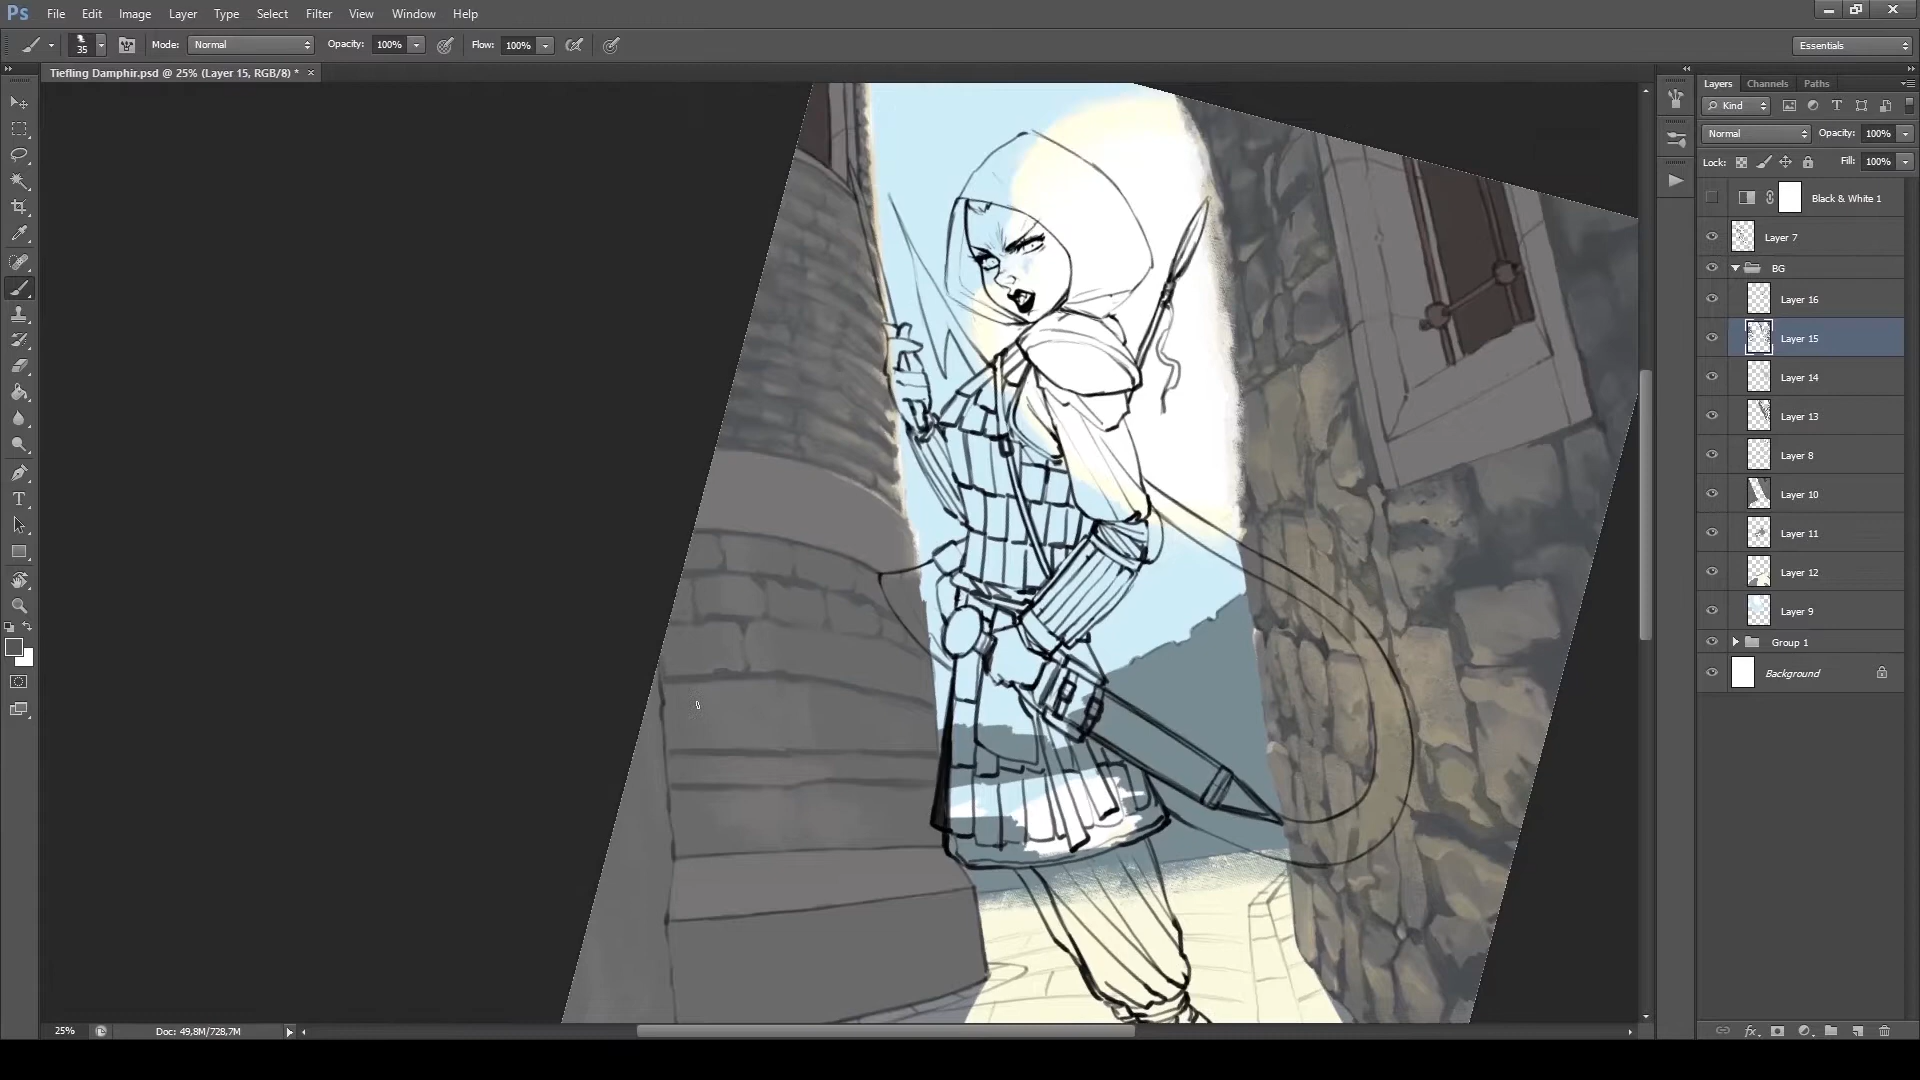 Ps File Edit Image Layer Type Select Filter View Window Help
35 Mode: Normal Opacity: 100% Flow: 100% Essentials
Tiefling Damphir.psd @ 25% (Layer 15, RGB/8) * ×
Layers Channels Paths
Kind
Normal Opacity: 100%
Lock: Fill: 100%
Black & White 1
Layer 7
BG
Layer 16
Layer 15
Layer 14
Layer 13
Layer 8
Layer 10
Layer 11
Layer 12
Layer 9
Group 1
Background
25% Doc: 49,8M/728,7M